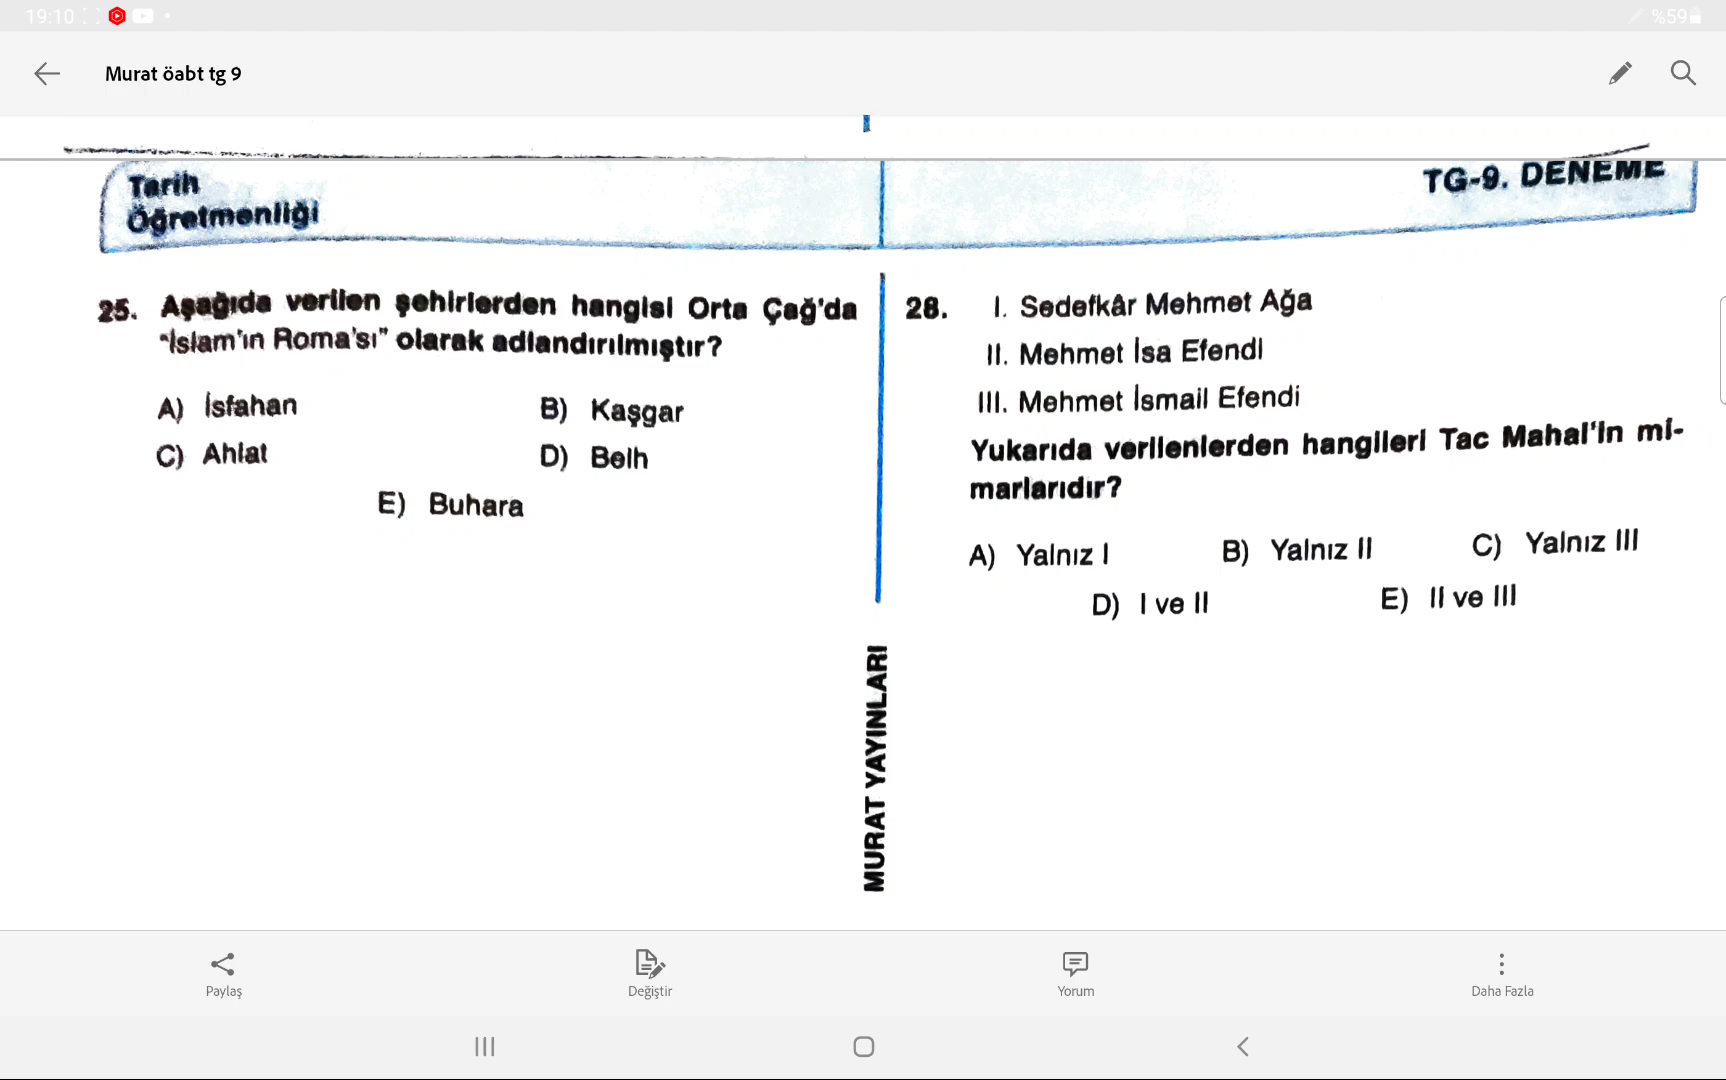 19:10
%59
Murat öabt tg 9
Tarih
Öğretmenliği
TG-9. DENEME
25. Aşağıda verilen şehirlerden hangisi Orta Çağ'da
"İslam'ın Roma'sı" olarak adlandırılmıştır?
A) İsfahan
B) Kaşgar
C) Ahlat
D) Belh
E) Buhara
28. I. Sedefkâr Mehmet Ağa
II. Mehmet İsa Efendi
III. Mehmet İsmail Efendi
Yukarıda verilenlerden hangileri Tac Mahal'in mi-
marlarıdır?
A) Yalnız I
B) Yalnız II
C) Yalnız III
D) I ve II
E) II ve III
MURAT YAYINLARI
Paylaş
Değiştir
Yorum
Daha Fazla